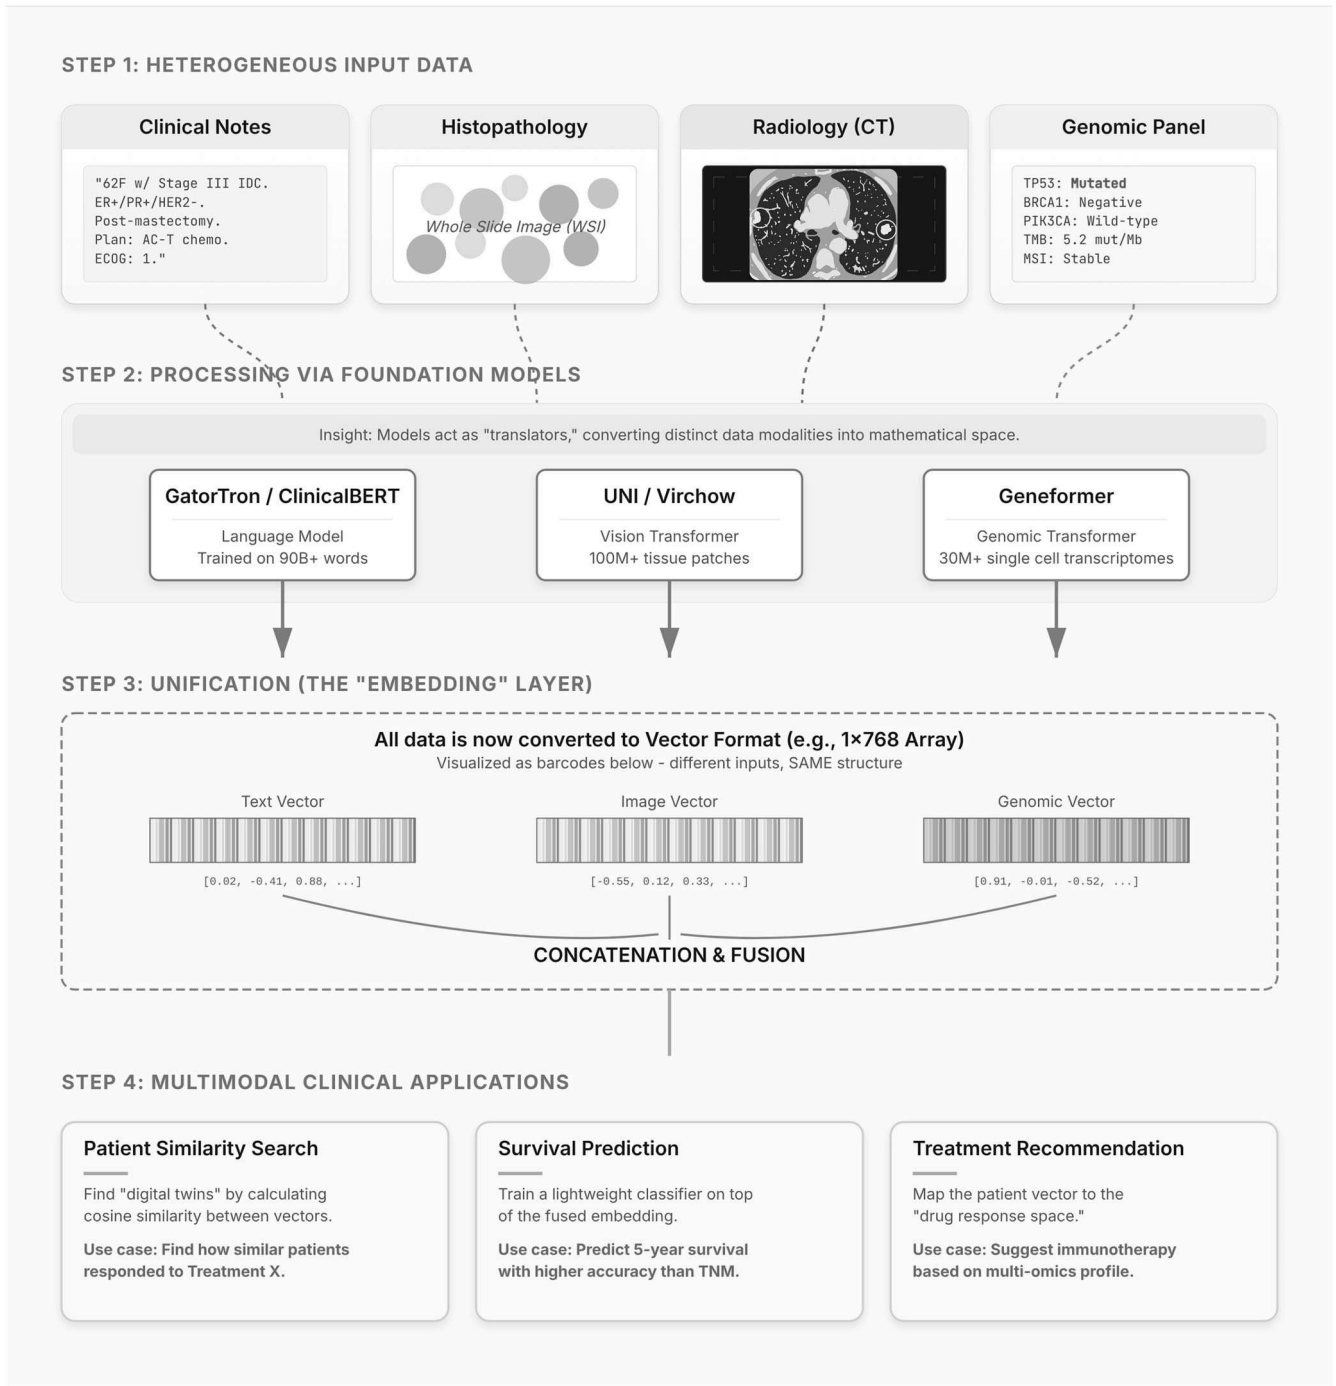 STEP 1: HETEROGENEOUS INPUT DATA
Clinical Notes
"62F w/ Stage III IDC.
ER+/PR+/HER2-.
Post-mastectomy.
Plan: AC-T chemo.
ECOG: 1."
Histopathology
Whole Slide Image (WSI)
Radiology (CT)
Genomic Panel
TP53: Mutated
BRCA1: Negative
PIK3CA: Wild-type
TMB: 5.2 mut/Mb
MSI: Stable
STEP 2: PROCESSING VIA FOUNDATION MODELS
Insight: Models act as "translators," converting distinct data modalities into mathematical space.
GatorTron / ClinicalBERT
Language Model
Trained on 90B+ words
UNI / Virchow
Vision Transformer
100M+ tissue patches
Geneformer
Genomic Transformer
30M+ single cell transcriptomes
STEP 3: UNIFICATION (THE "EMBEDDING" LAYER)
All data is now converted to Vector Format (e.g., 1×768 Array)
Visualized as barcodes below - different inputs, SAME structure
Text Vector
[0.02, -0.41, 0.88, ...]
Image Vector
[-0.55, 0.12, 0.33, ...]
Genomic Vector
[0.91, -0.01, -0.52, ...]
CONCATENATION & FUSION
STEP 4: MULTIMODAL CLINICAL APPLICATIONS
Patient Similarity Search
Find "digital twins" by calculating
cosine similarity between vectors.
Use case: Find how similar patients
responded to Treatment X.
Survival Prediction
Train a lightweight classifier on top
of the fused embedding.
Use case: Predict 5-year survival
with higher accuracy than TNM.
Treatment Recommendation
Map the patient vector to the
"drug response space."
Use case: Suggest immunotherapy
based on multi-omics profile.